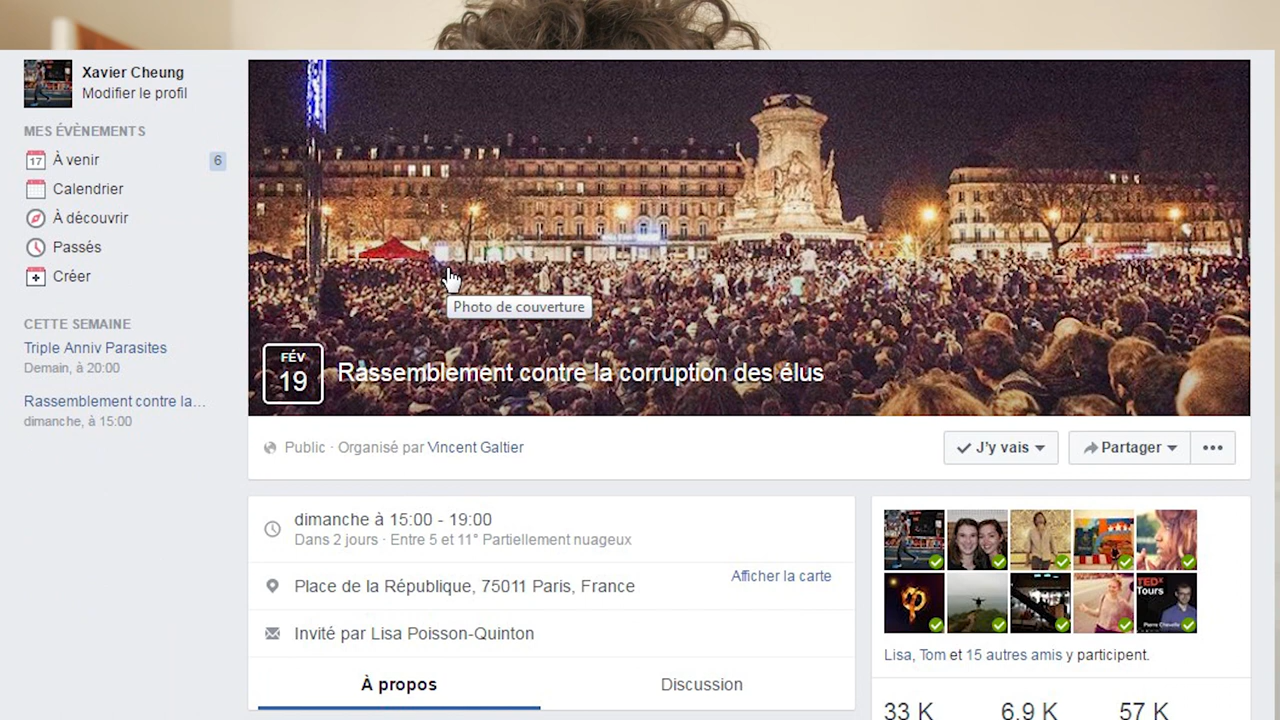 Xavier Cheung
Modifier le profil
MES ÉVÈNEMENTS
17 À venir 6
Calendrier
À découvrir
Passés
Créer
CETTE SEMAINE
Triple Anniv Parasites
Demain, à 20:00
Rassemblement contre la…
dimanche, à 15:00
Photo de couverture
FÉV
19
Rassemblement contre la corruption des élus
Public · Organisé par Vincent Galtier
J'y vais
Partager
dimanche à 15:00 - 19:00
Dans 2 jours · Entre 5 et 11° Partiellement nuageux
Place de la République, 75011 Paris, France
Afficher la carte
Invité par Lisa Poisson-Quinton
À propos
Discussion
TEDx
Tours
Pierre Chevelle
Lisa, Tom et 15 autres amis y participent.
33 K 6,9 K 57 K